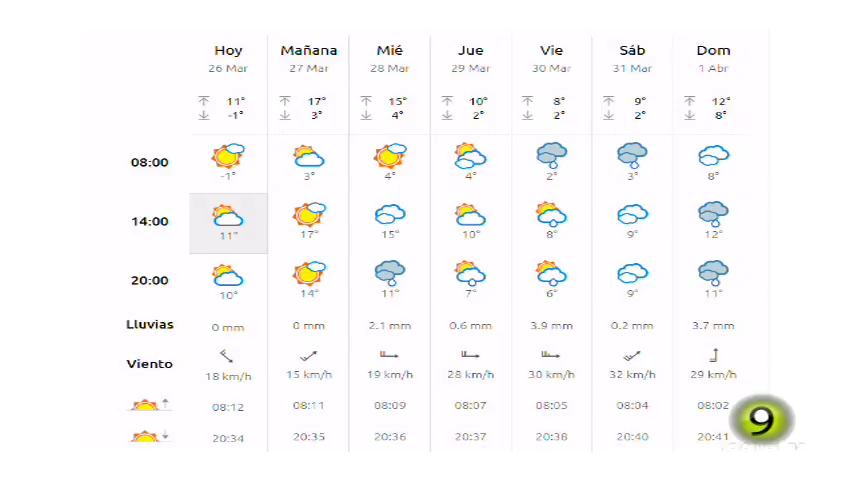 Hoy Mañana Mié Jue Vie Sáb Dom
26 Mar 27 Mar 28 Mar 29 Mar 30 Mar 31 Mar 1 Abr
11° 17° 15° 10° 8° 9° 12°
-1° 3° 4° 2° 2° 2° 8°
08:00
-1° 3° 4° 4° 2° 3° 8°
14:00
11° 17° 15° 10° 8° 9° 12°
20:00
10° 14° 11° 7° 6° 9° 11°
Lluvias 0 mm 0 mm 2.1 mm 0.6 mm 3.9 mm 0.2 mm 3.7 mm
Viento
18 km/h 15 km/h 19 km/h 28 km/h 30 km/h 32 km/h 29 km/h
08:12 08:11 08:09 08:07 08:05 08:04 08:02
20:34 20:35 20:36 20:37 20:38 20:40 20:41
9